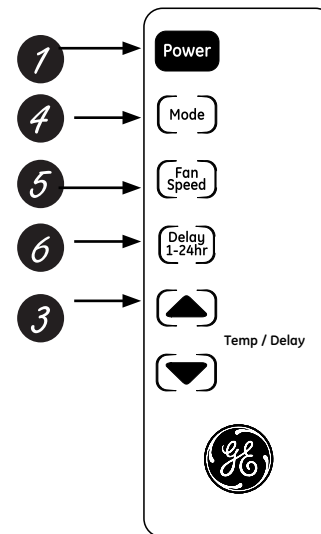 1
Power
4
Mode
5
Fan
Speed
6
Delay
1-24hr
3
Temp / Delay
GE